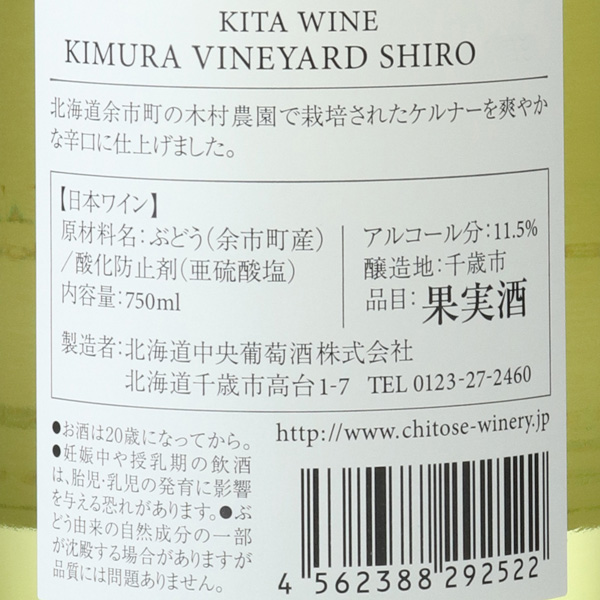 KITA WINE
KIMURA VINEYARD SHIRO
北海道余市町の木村農園で栽培されたケルナーを爽やか
な辛口に仕上げました。
【日本ワイン】
原材料名：ぶどう（余市町産）
/酸化防止剤（亜硫酸塩）
内容量：750ml
アルコール分：11.5%
醸造地：千歳市
品目：果実酒
製造者：北海道中央葡萄酒株式会社
北海道千歳市高台1-7 TEL 0123-27-2460
●お酒は20歳になってから。
●妊娠中や授乳期の飲酒
は、胎児・乳児の発育に影響
を与える恐れがあります。●ぶ
どう由来の自然成分の一部
が沈殿する場合がありますが
品質には問題ありません。
http://www.chitose-winery.jp
4 562388 292522